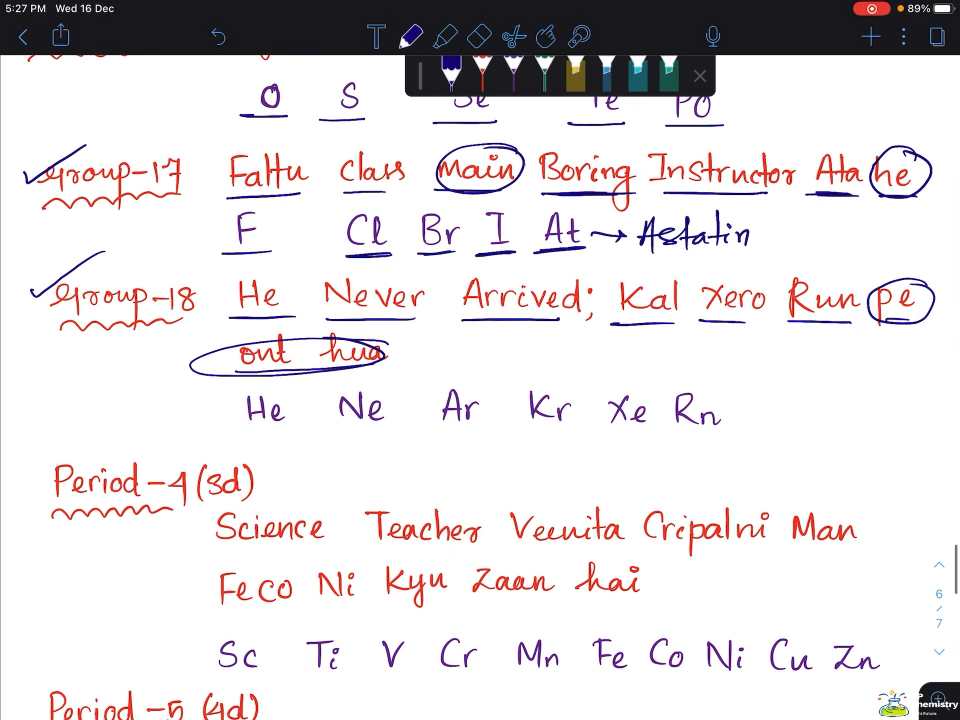 5:27 PM Wed 16 Dec 89%
T
O S Se Te Po
Group-17 Faltu class main Boring Instructor Ata he
F Cl Br I At → Astatin
Group-18 He Never Arrived; Kal Xero Run pe
out hua
He Ne Ar Kr Xe Rn
Period-4 (3d)
Science Teacher Veenita Cripalni Man
Fe CO Ni Kyu Zaan hai
Sc Ti V Cr Mn Fe Co Ni Cu Zn
6
/
7
Period-5 (4d)